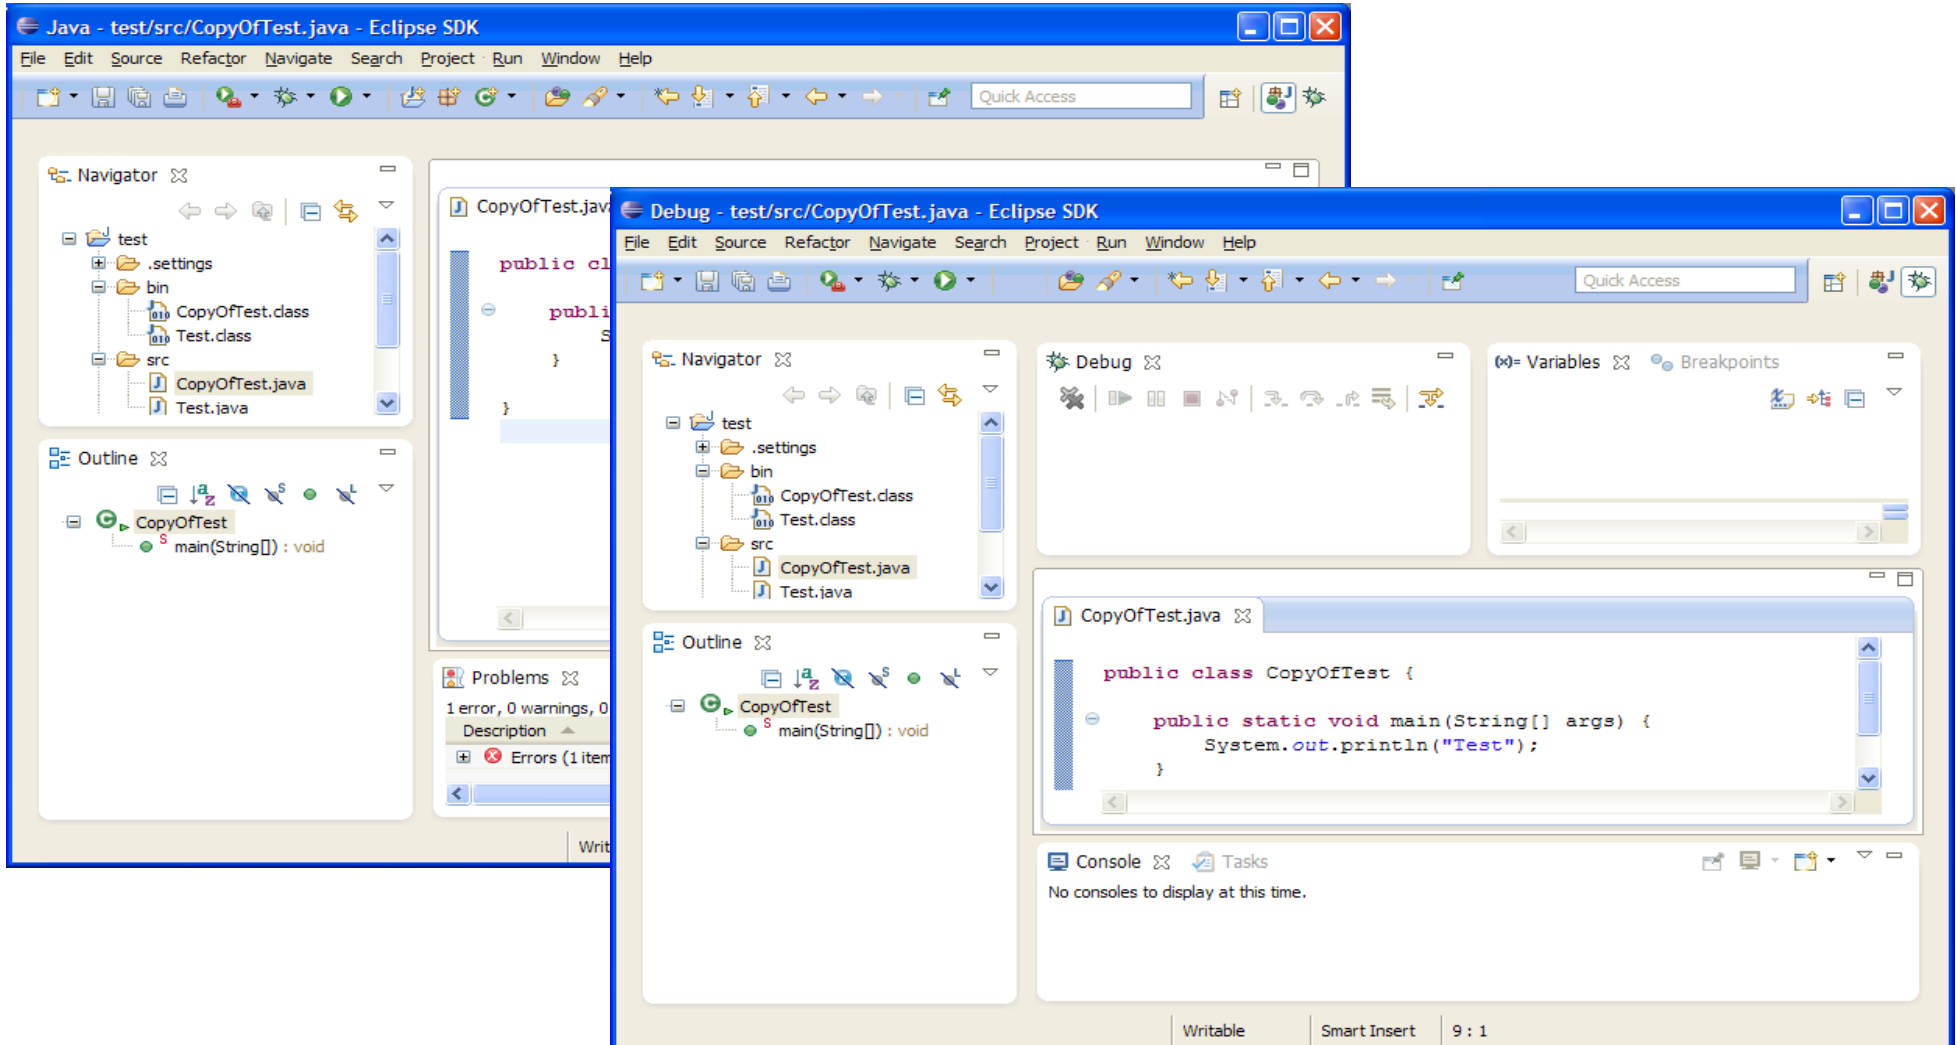 Java - test/src/CopyOfTest.java - Eclipse SDK
File Edit Source Refactor Navigate Search Project Run Window Help
Quick Access
Navigator
test
.settings
bin
CopyOfTest.class
Test.class
src
CopyOfTest.java
Test.java
Outline
CopyOfTest
main(String[]) : void
CopyOfTest.java
public cl
publi
S
}
}
Problems
1 error, 0 warnings, 0
Description
Errors (1 item
Writ
Debug - test/src/CopyOfTest.java - Eclipse SDK
File Edit Source Refactor Navigate Search Project Run Window Help
Quick Access
Navigator
test
.settings
bin
CopyOfTest.class
Test.class
src
CopyOfTest.java
Test.java
Outline
CopyOfTest
main(String[]) : void
Debug
(x)= Variables Breakpoints
CopyOfTest.java
public class CopyOfTest {
public static void main(String[] args) {
System.out.println("Test");
}
Console Tasks
No consoles to display at this time.
Writable Smart Insert 9 : 1